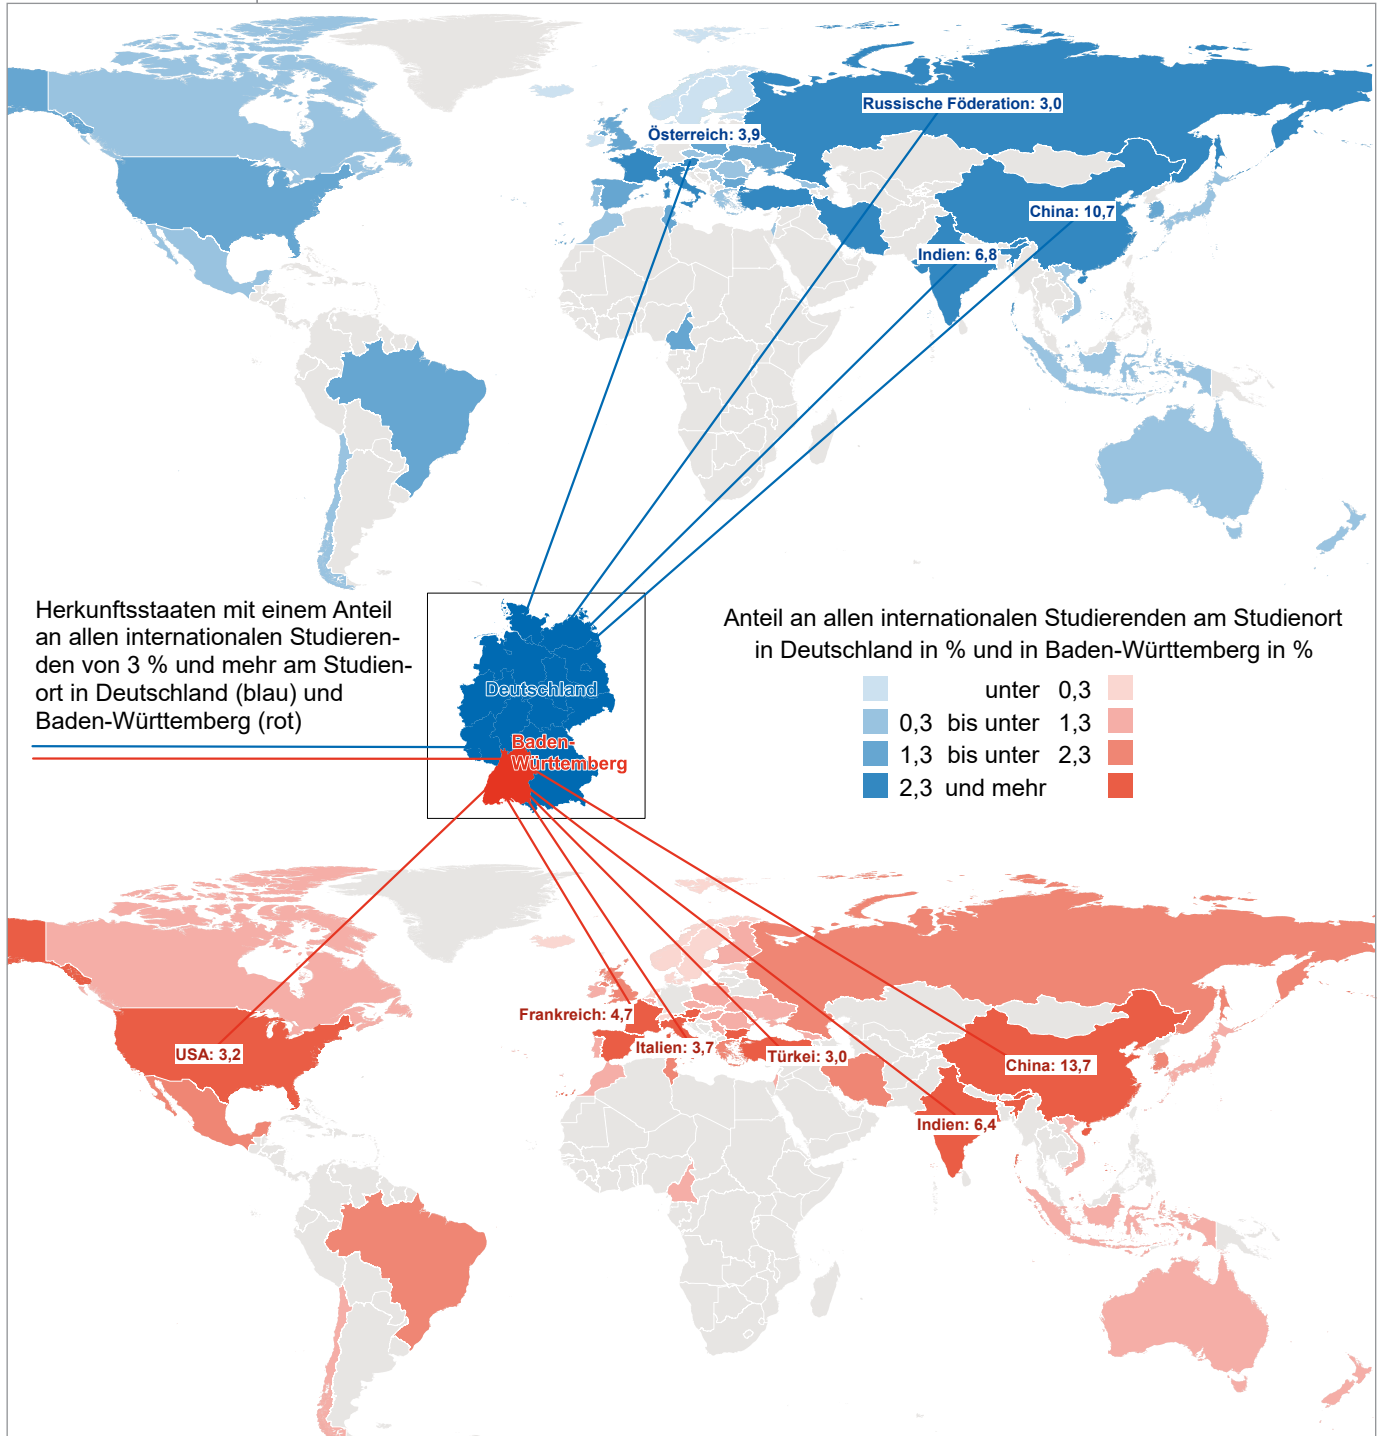 Russische Föderation: 3,0
Österreich: 3,9
China: 10,7
Indien: 6,8
Herkunftsstaaten mit einem Anteil
an allen internationalen Studieren-
den von 3 % und mehr am Studien-
ort in Deutschland (blau) und
Baden-Württemberg (rot)
Deutschland
Baden-
Württemberg
Anteil an allen internationalen Studierenden am Studienort
in Deutschland in % und in Baden-Württemberg in %
unter 0,3
0,3 bis unter 1,3
1,3 bis unter 2,3
2,3 und mehr
Frankreich: 4,7
USA: 3,2
Italien: 3,7
Türkei: 3,0
China: 13,7
Indien: 6,4